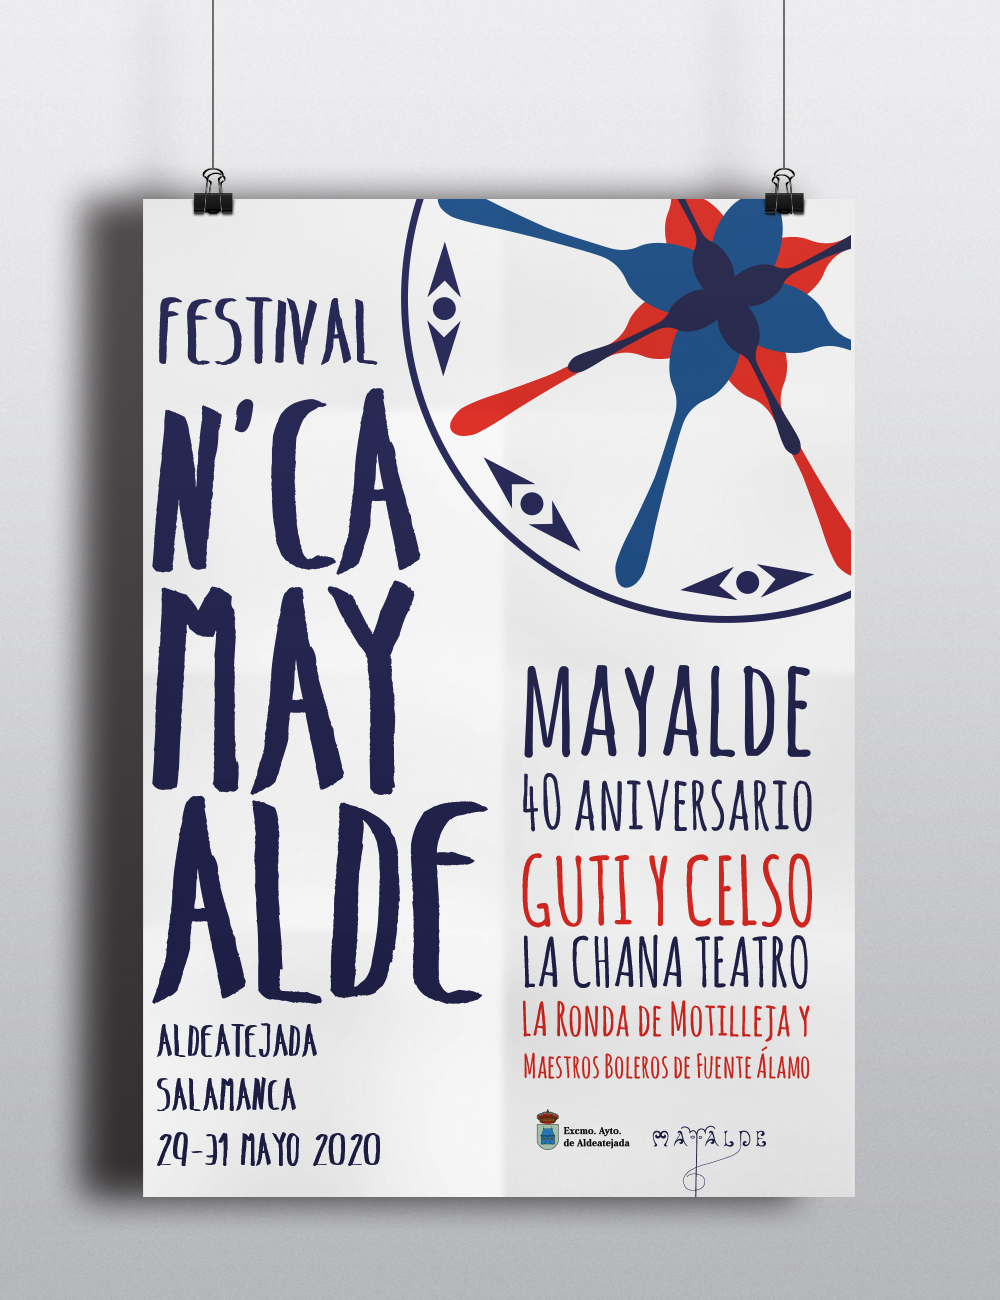 FESTIVAL
N'CA
MAY
ALDE
ALDEATEJADA
SALAMANCA
29-31 MAYO 2020
MAYALDE
40 ANIVERSARIO
GUTI Y CELSO
LA CHANA TEATRO
LA RONDA DE MOTILLEJA Y
MAESTROS BOLEROS DE FUENTE ÁLAMO
Excmo. Ayto.
de Aldeatejada
MAYALDE